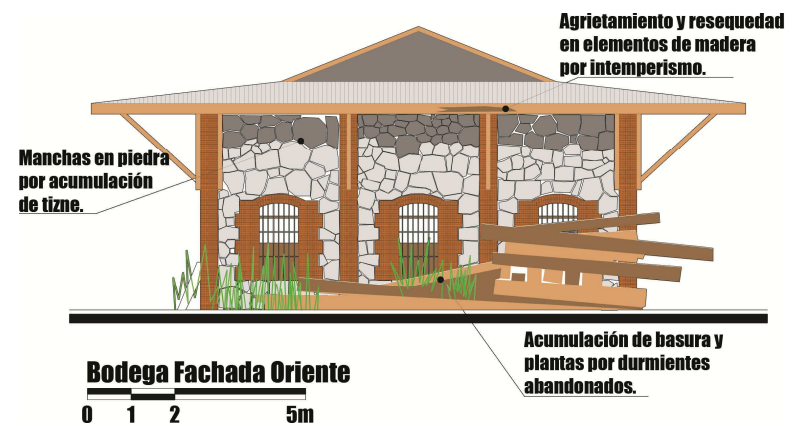 Agrietamiento y resequedad
en elementos de madera
por intemperismo.
Manchas en piedra
por acumulación
de tizne.
Acumulación de basura y
plantas por durmientes
abandonados.
Bodega Fachada Oriente
0 1 2 5m